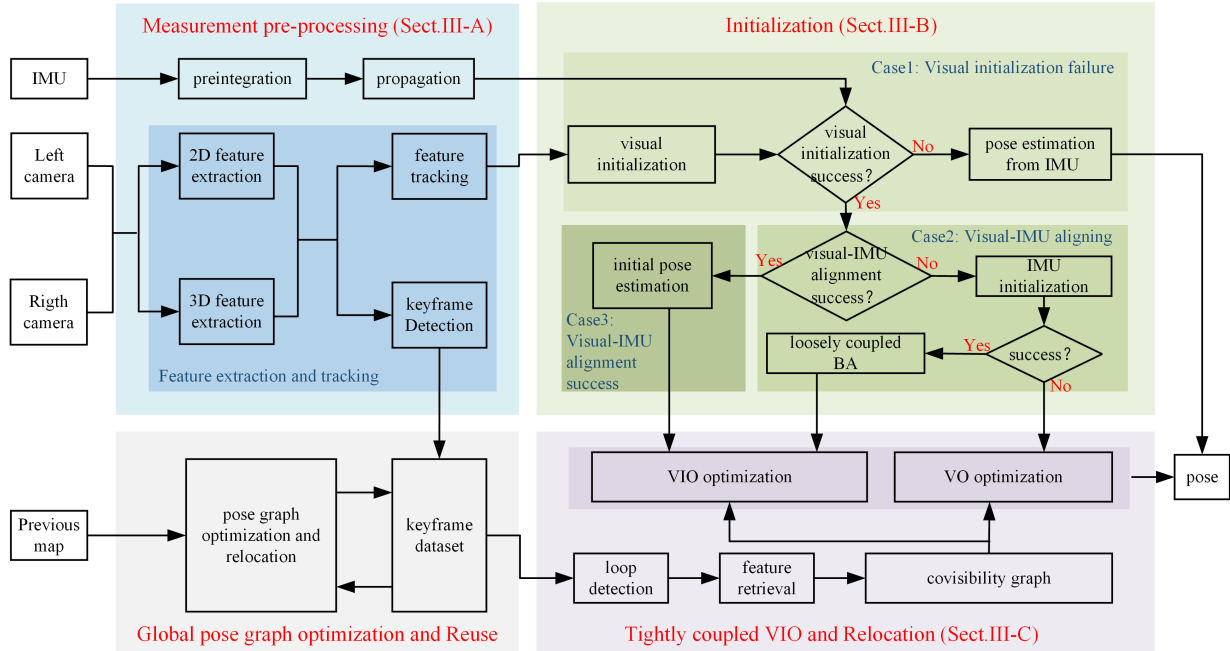 Measurement pre-processing (Sect.III-A)
IMU
preintegration
propagation
Left
camera
Rigth
camera
2D feature
extraction
3D feature
extraction
feature
tracking
keyframe
Detection
Feature extraction and tracking
Initialization (Sect.III-B)
Case1: Visual initialization failure
visual
initialization
visual
initialization
success?
No
pose estimation
from IMU
Yes
Case2: Visual-IMU aligning
visual-IMU
alignment
success?
Yes
No
initial pose
estimation
Case3:
Visual-IMU
alignment
success
IMU
initialization
success?
Yes
No
loosely coupled
BA
Previous
map
pose graph
optimization and
relocation
keyframe
dataset
Global pose graph optimization and Reuse
VIO optimization
VO optimization
pose
loop
detection
feature
retrieval
covisibility graph
Tightly coupled VIO and Relocation (Sect.III-C)